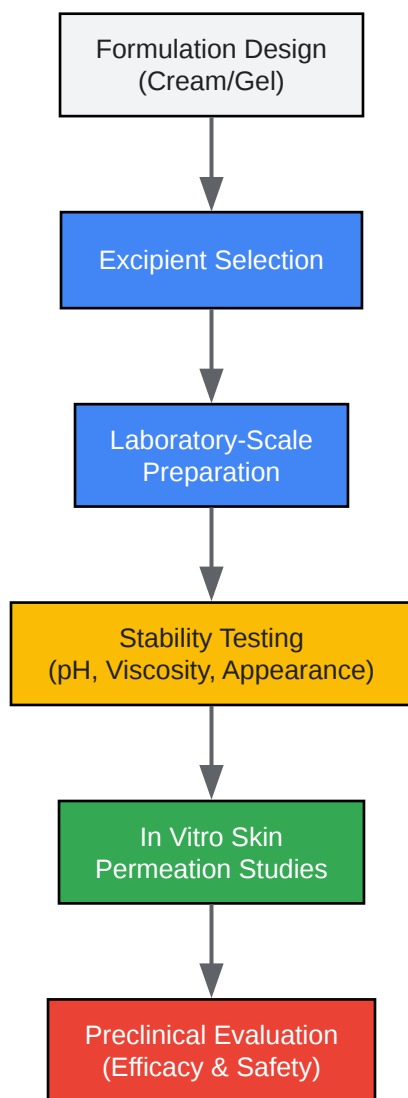 Formulation Design
(Cream/Gel)
Excipient Selection
Laboratory-Scale
Preparation
Stability Testing
(pH, Viscosity, Appearance)
In Vitro Skin
Permeation Studies
Preclinical Evaluation
(Efficacy & Safety)